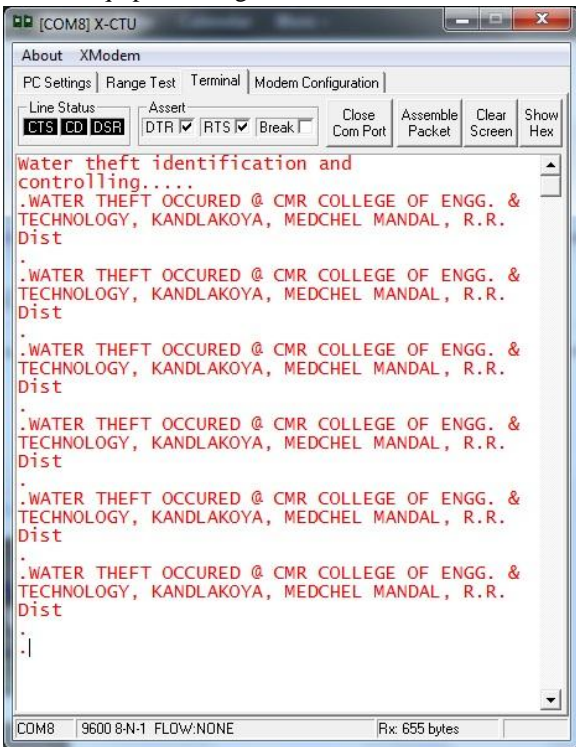 [COM8] X-CTU
About XModem
PC Settings Range Test Terminal Modem Configuration
Line Status Assert
CTS CD DSR DTR RTS Break Close Com Port Assemble Packet Clear Screen Show Hex
Water theft identification and
controlling.....
.WATER THEFT OCCURED @ CMR COLLEGE OF ENGG. &
TECHNOLOGY, KANDLAKOYA, MEDCHEL MANDAL, R.R.
Dist
.
.WATER THEFT OCCURED @ CMR COLLEGE OF ENGG. &
TECHNOLOGY, KANDLAKOYA, MEDCHEL MANDAL, R.R.
Dist
.
.WATER THEFT OCCURED @ CMR COLLEGE OF ENGG. &
TECHNOLOGY, KANDLAKOYA, MEDCHEL MANDAL, R.R.
Dist
.
.WATER THEFT OCCURED @ CMR COLLEGE OF ENGG. &
TECHNOLOGY, KANDLAKOYA, MEDCHEL MANDAL, R.R.
Dist
.
.WATER THEFT OCCURED @ CMR COLLEGE OF ENGG. &
TECHNOLOGY, KANDLAKOYA, MEDCHEL MANDAL, R.R.
Dist
.
.WATER THEFT OCCURED @ CMR COLLEGE OF ENGG. &
TECHNOLOGY, KANDLAKOYA, MEDCHEL MANDAL, R.R.
Dist
.
.
COM8 9600 8-N-1 FLOW:NONE Rx: 655 bytes